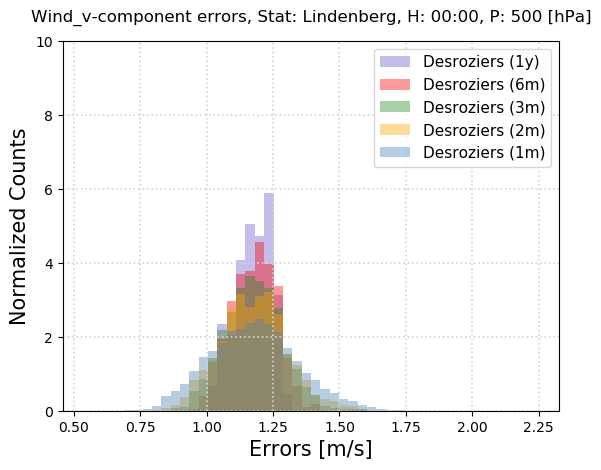 Wind_v-component errors, Stat: Lindenberg, H: 00:00, P: 500 [hPa]
10
8
6
4
2
0
Normalized Counts
Desroziers (1y)
Desroziers (6m)
Desroziers (3m)
Desroziers (2m)
Desroziers (1m)
0.50 0.75 1.00 1.25 1.50 1.75 2.00 2.25
Errors [m/s]